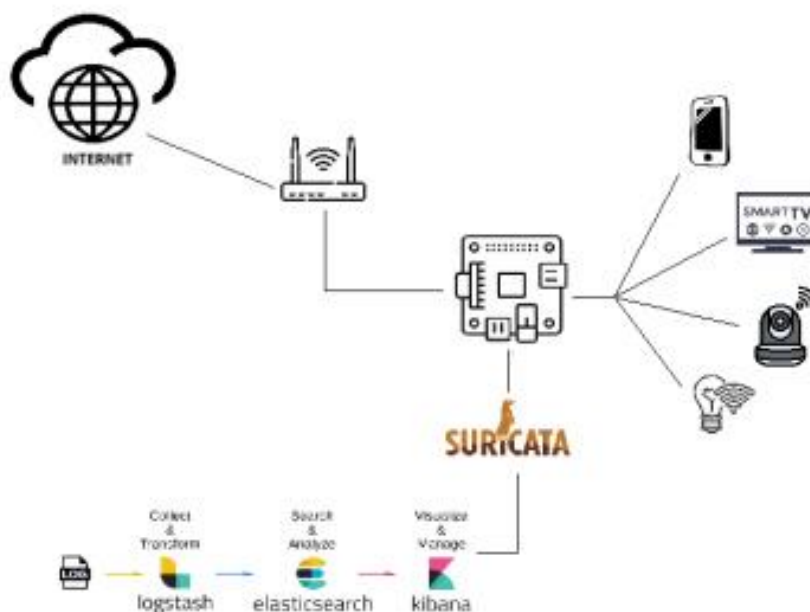 INTERNET
SMART TV
SURICATA
Collect
&
Transform
Search
&
Analyze
Visualize
&
Manage
LOG
logstash
elasticsearch
kibana